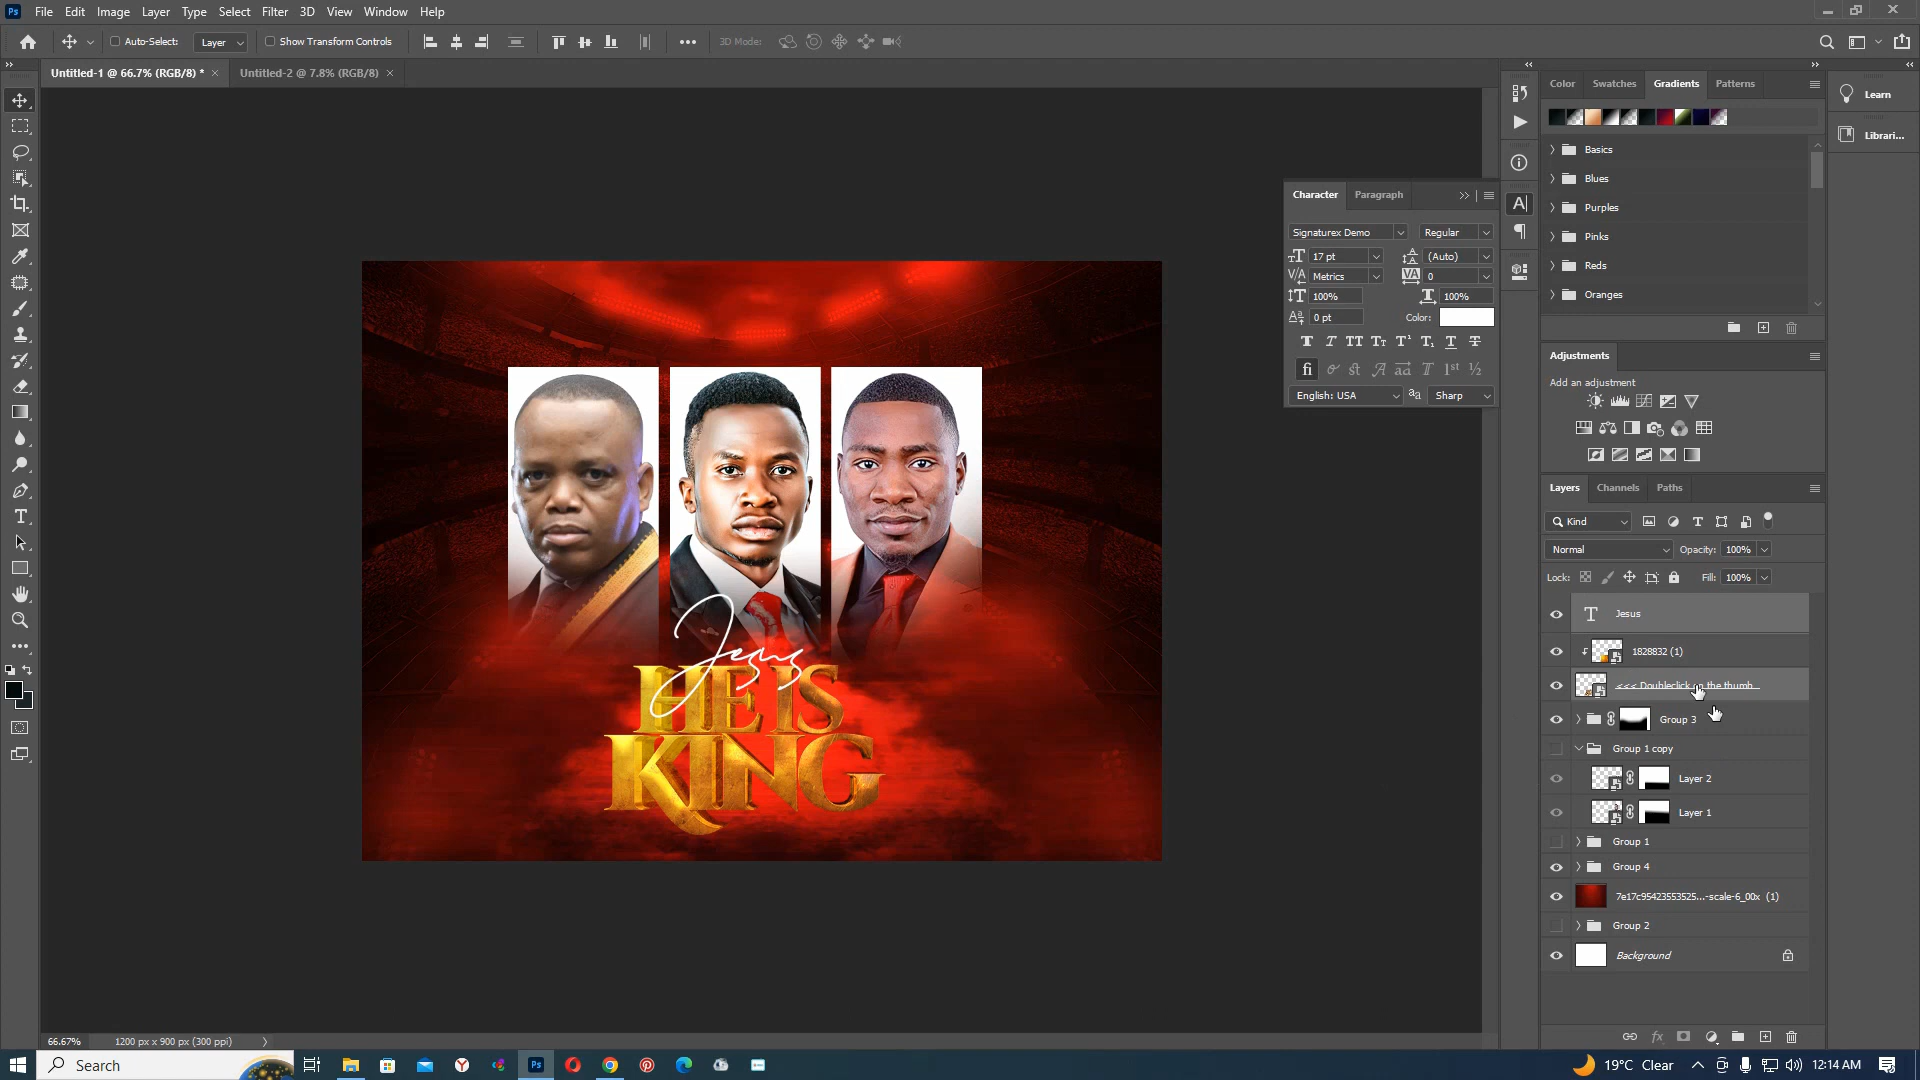 Ps File Edit Image Layer Type Select Filter 3D View Window Help
Auto-Select: Layer Show Transform Controls 3D Mode:
Untitled-1 @ 66.7% (RGB/8) * × Untitled-2 @ 7.8% (RGB/8) ×
Color Swatches Gradients Patterns
Learn
Librari...
Basics
Blues
Purples
Pinks
Reds
Oranges
Character Paragraph
Signaturex Demo Regular
17 pt (Auto)
Metrics 0
100% 100%
0 pt Color:
English: USA Sharp
Adjustments
Add an adjustment
Layers Channels Paths
Kind
Normal Opacity: 100%
Lock: Fill: 100%
Jesus
1828832 (1)
<<< Doubleclick on the thumb...
Group 3
Group 1 copy
Layer 2
Layer 1
Group 1
Group 4
7e17c95423553525...-scale-6_00x (1)
Group 2
Background
Jesus
HE IS
KING
66.67% 1200 px x 900 px (300 ppi)
Search
Ps
19°C Clear 12:14 AM